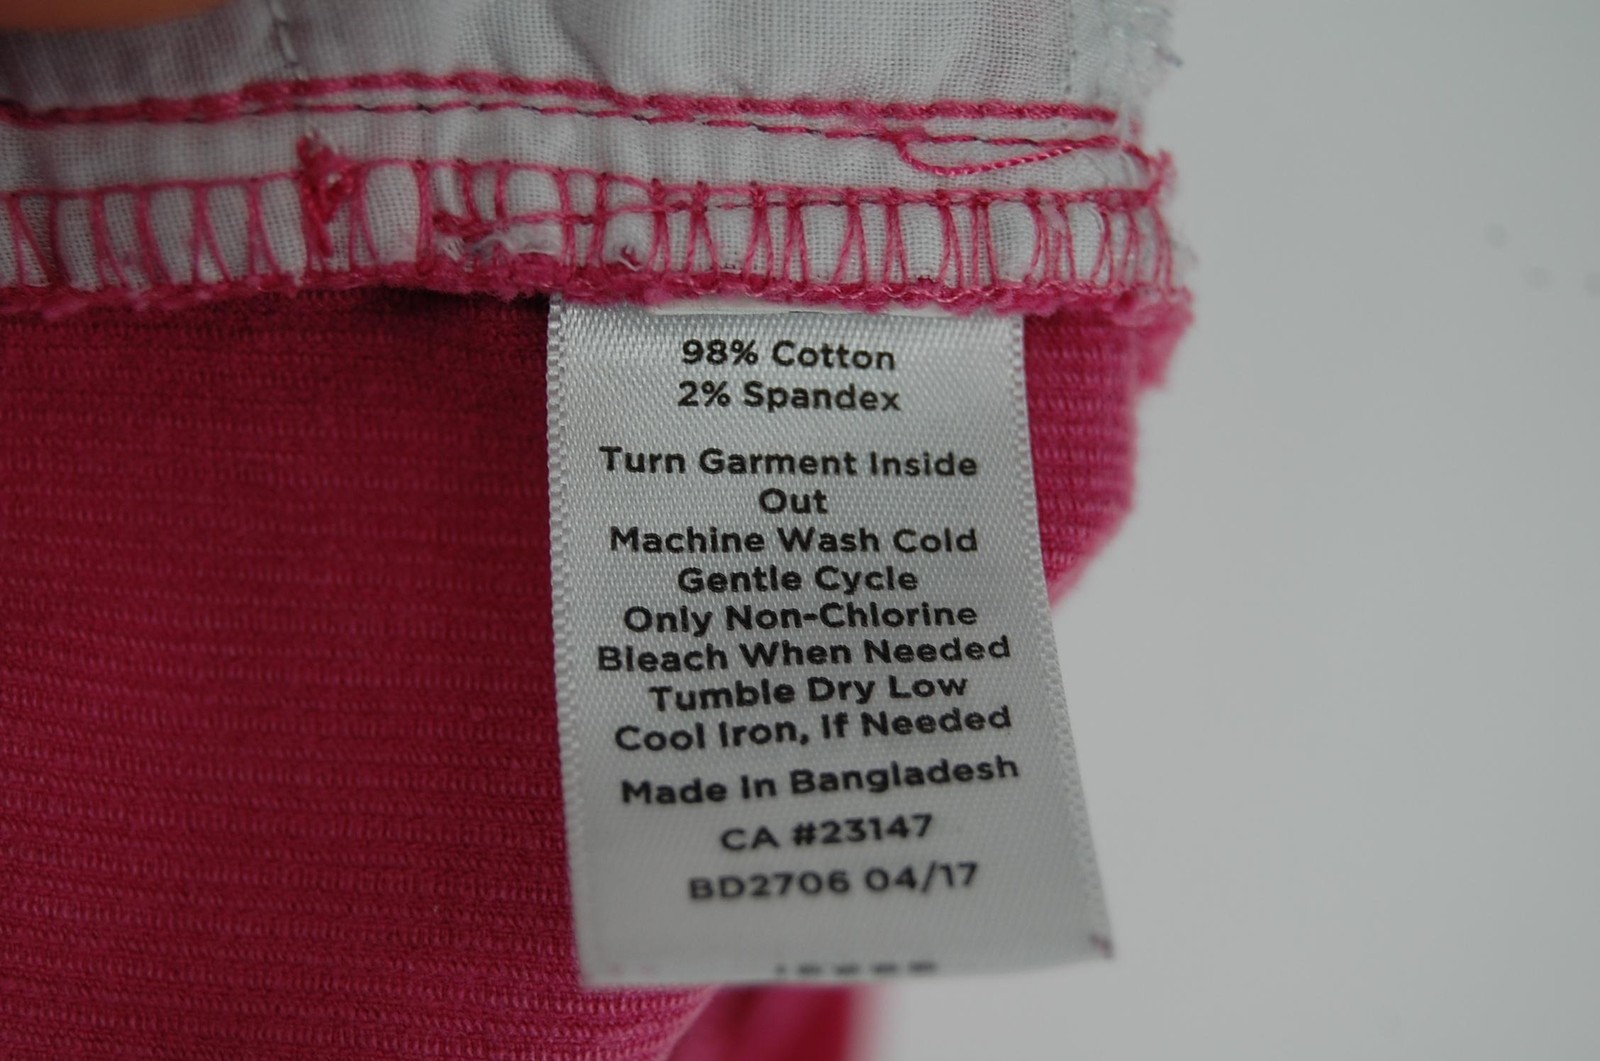 98% Cotton
2% Spandex
Turn Garment Inside
Out
Machine Wash Cold
Gentle Cycle
Only Non-Chlorine
Bleach When Needed
Tumble Dry Low
Cool Iron, If Needed
Made In Bangladesh
CA #23147
BD2706 04/17